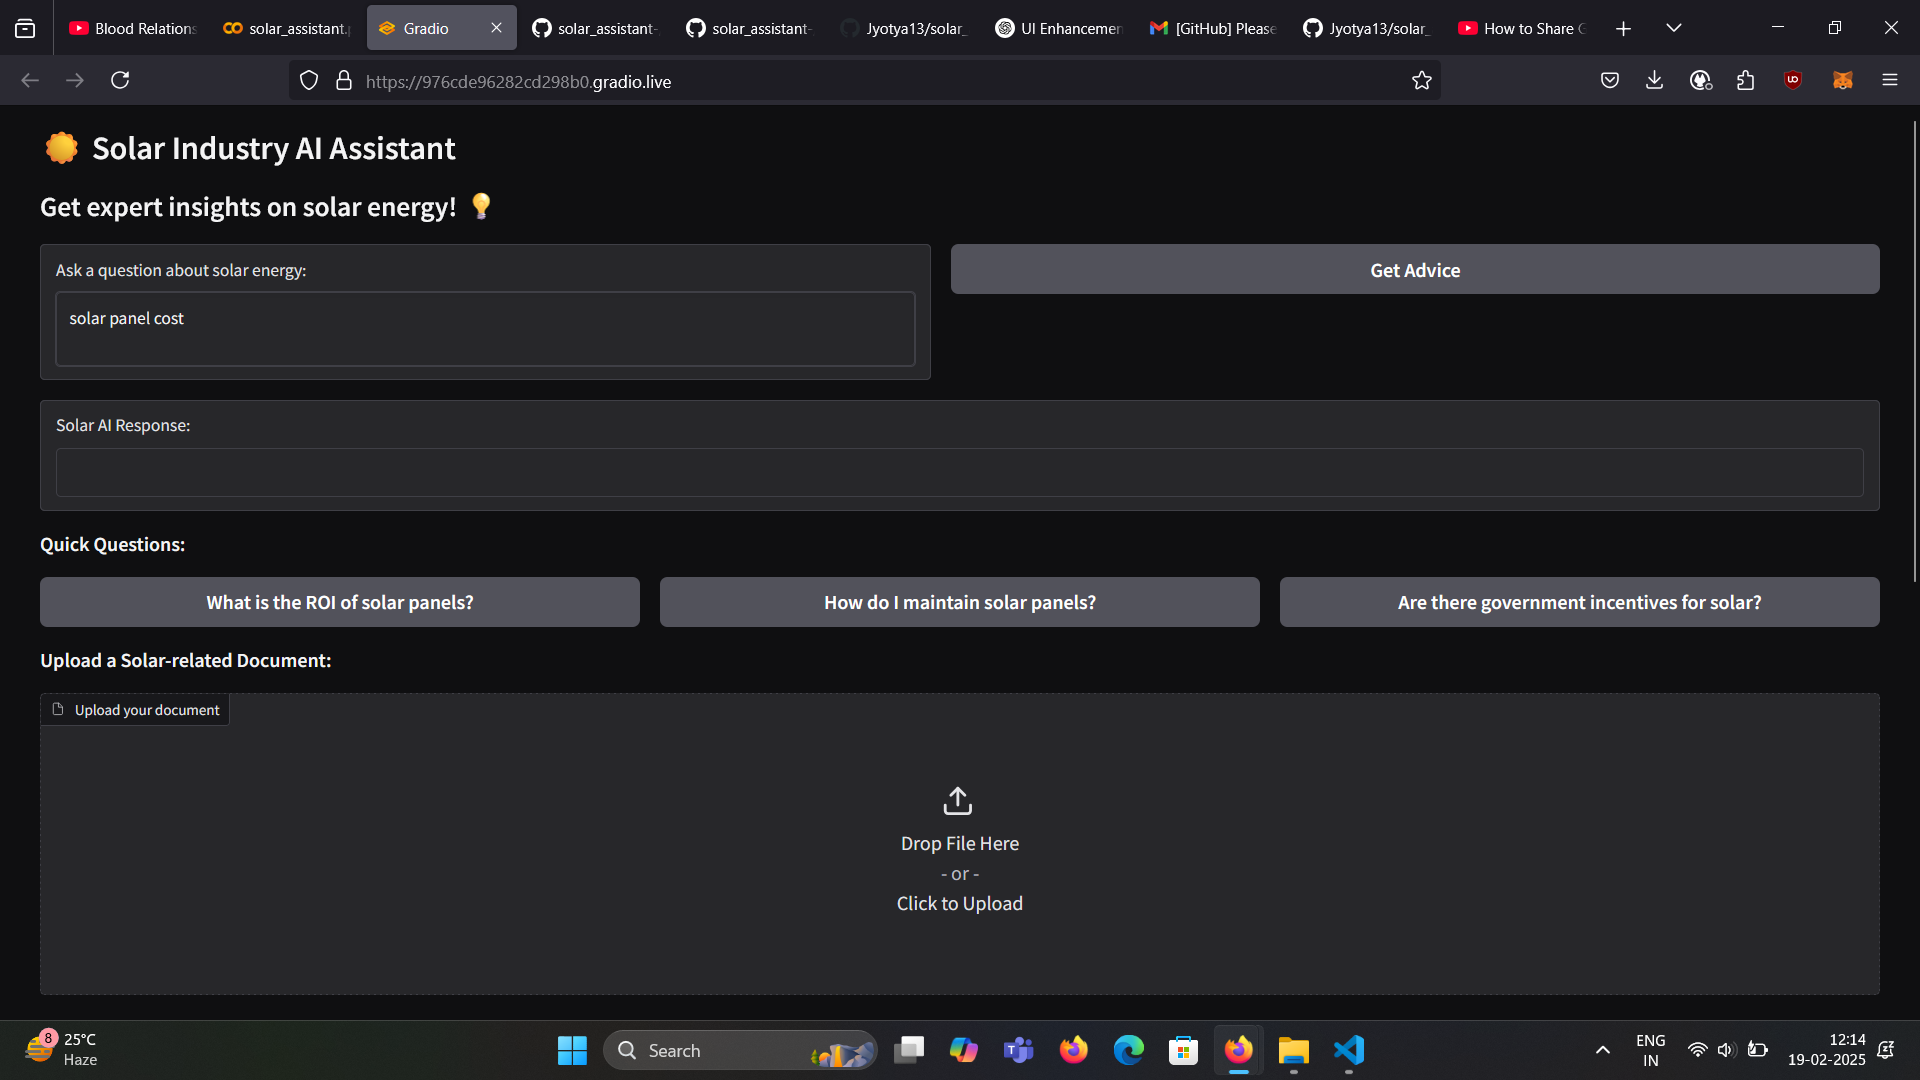 Blood Relations
solar_assistant.
Gradio
solar_assistant-
solar_assistant-
Jyotya13/solar_
UI Enhancemen
[GitHub] Please
Jyotya13/solar_
How to Share G
https://976cde96282cd298b0.gradio.live
Solar Industry AI Assistant
Get expert insights on solar energy!
Ask a question about solar energy:
solar panel cost
Get Advice
Solar AI Response:
Quick Questions:
What is the ROI of solar panels?
How do I maintain solar panels?
Are there government incentives for solar?
Upload a Solar-related Document:
Upload your document
Drop File Here
- or -
Click to Upload
8
25°C
Haze
Search
ENG
IN
12:14
19-02-2025